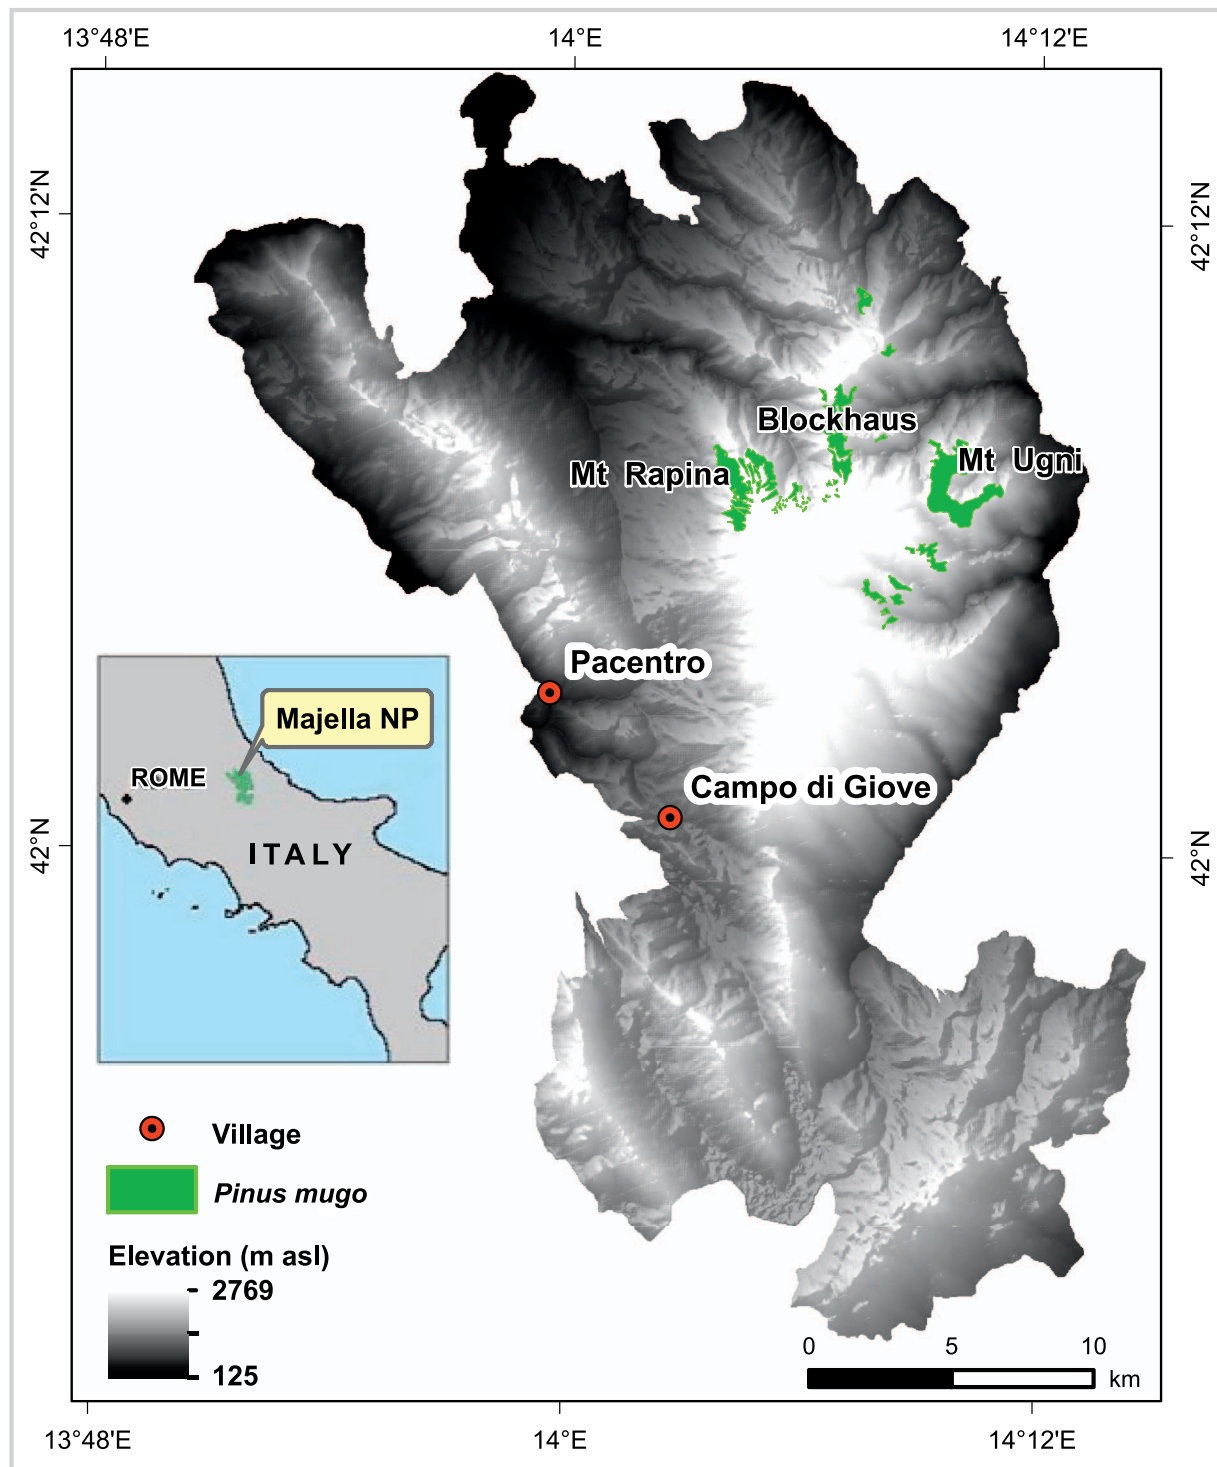 13°48'E 14°E 14°12'E
42°12'N
42°12'N
Blockhaus
Mt Rapina
Mt Ugni
Pacentro
Majella NP
ROME
Campo di Giove
ITALY
42°N
42°N
Village
Pinus mugo
Elevation (m asl)
2769
125
0 5 10
km
13°48'E 14°E 14°12'E